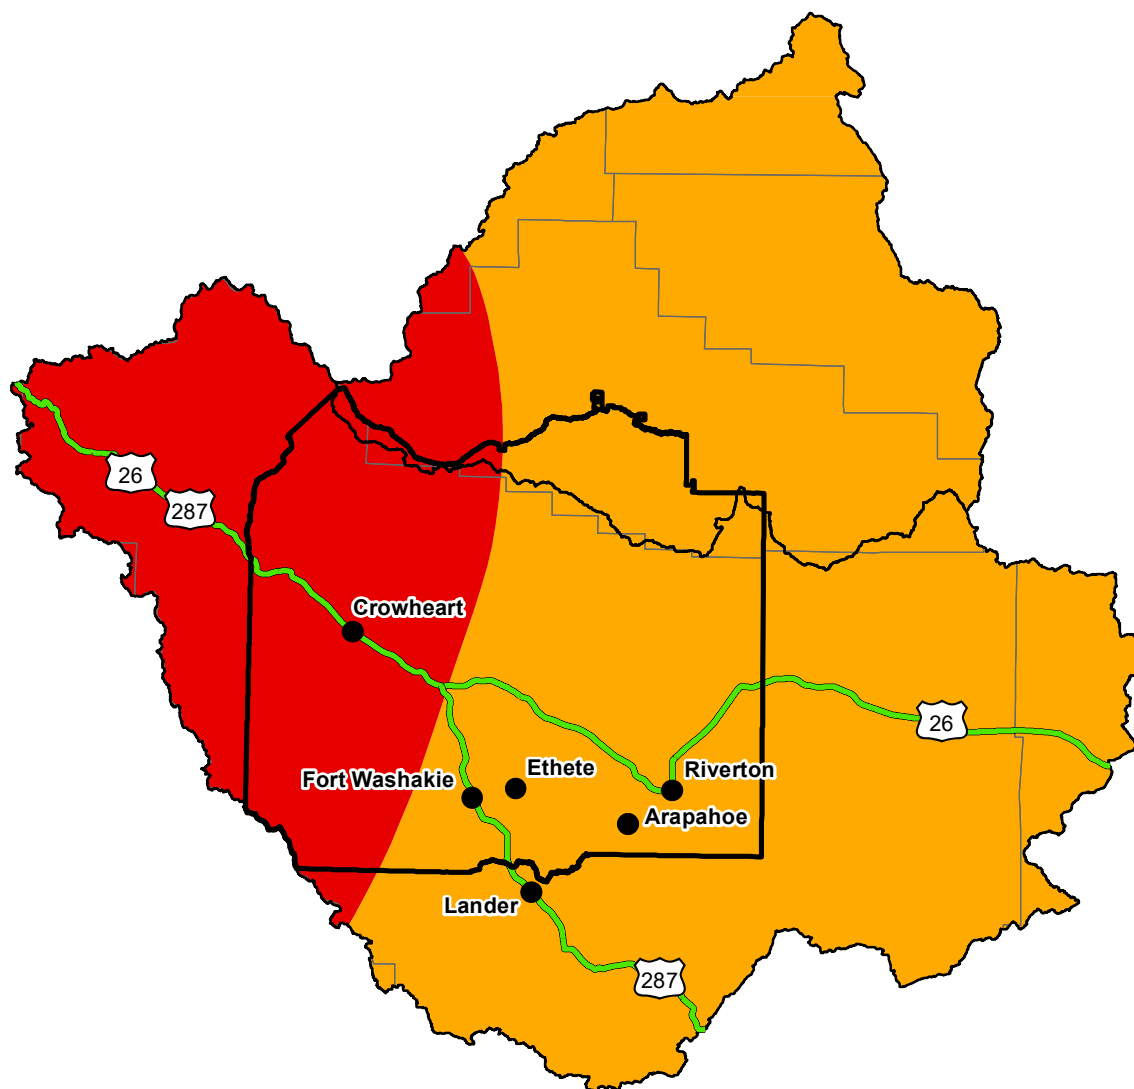 26
287
Crowheart
26
Ethete
Riverton
Fort Washakie
Arapahoe
Lander
287